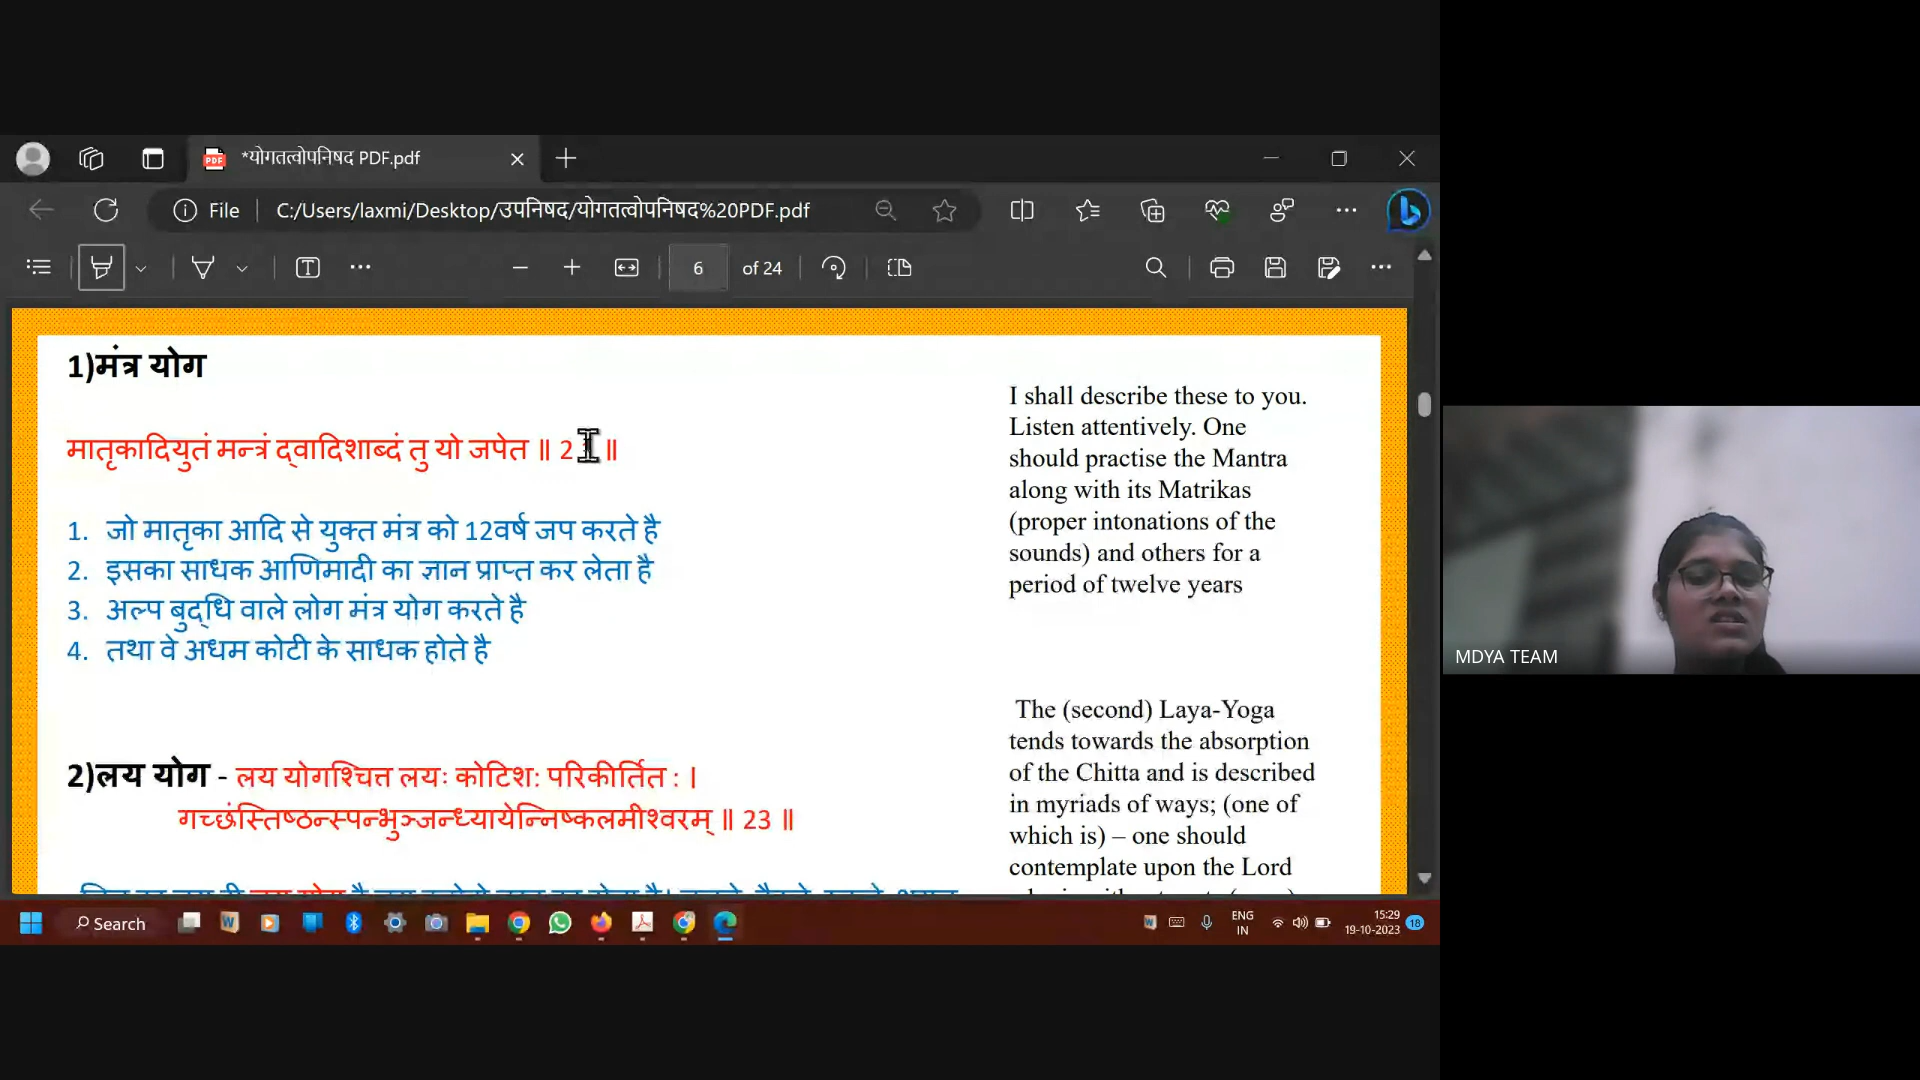 *योगतत्वोपनिषद PDF.pdf
File
C:/Users/laxmi/Desktop/उपनिषद/योगतत्वोपनिषद%20PDF.pdf
6 of 24
1)मंत्र योग
मातृकादियुतं मन्त्रं द्वादिशाब्दं तु यो जपेत ॥ 2 ॥
1. जो मातृका आदि से युक्त मंत्र को 12वर्ष जप करते है
2. इसका साधक आणिमादी का ज्ञान प्राप्त कर लेता है
3. अल्प बुद्धि वाले लोग मंत्र योग करते है
4. तथा वे अधम कोटी के साधक होते है
2)लय योग - लय योगश्चित्त लयः कोटिश: परिकीर्तित : ।
गच्छंस्तिष्ठन्स्पन्भुञ्जन्ध्यायेन्निष्कलमीश्वरम् ॥ 23 ॥
I shall describe these to you.
Listen attentively. One
should practise the Mantra
along with its Matrikas
(proper intonations of the
sounds) and others for a
period of twelve years
The (second) Laya-Yoga
tends towards the absorption
of the Chitta and is described
in myriads of ways; (one of
which is) – one should
contemplate upon the Lord
MDYA TEAM
Search
ENG
IN
15:29
19-10-2023
18